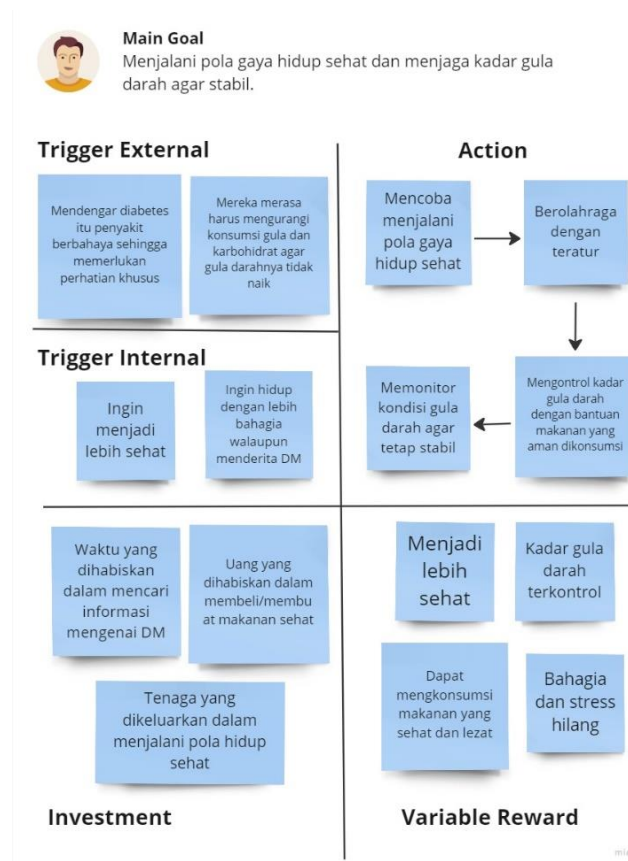 Main Goal
Menjalani pola gaya hidup sehat dan menjaga kadar gula
darah agar stabil.
Trigger External
Mendengar diabetes
itu penyakit
berbahaya sehingga
memerlukan
perhatian khusus
Mereka merasa
harus mengurangi
konsumsi gula dan
karbohidrat agar
gula darahnya tidak
naik
Action
Mencoba
menjalani
pola gaya
hidup sehat
Berolahraga
dengan
teratur
Mengontrol kadar
gula darah
dengan bantuan
makanan yang
aman dikonsumsi
Memonitor
kondisi gula
darah agar
tetap stabil
Trigger Internal
Ingin
menjadi
lebih sehat
Ingin hidup
dengan lebih
bahagia
walaupun
menderita DM
Waktu yang
dihabiskan
dalam mencari
informasi
mengenai DM
Uang yang
dihabiskan dalam
membeli/membu
at makanan sehat
Tenaga yang
dikeluarkan dalam
menjalani pola hidup
sehat
Investment
Menjadi
lebih
sehat
Kadar gula
darah
terkontrol
Dapat
mengkonsumsi
makanan yang
sehat dan lezat
Bahagia
dan stress
hilang
Variable Reward